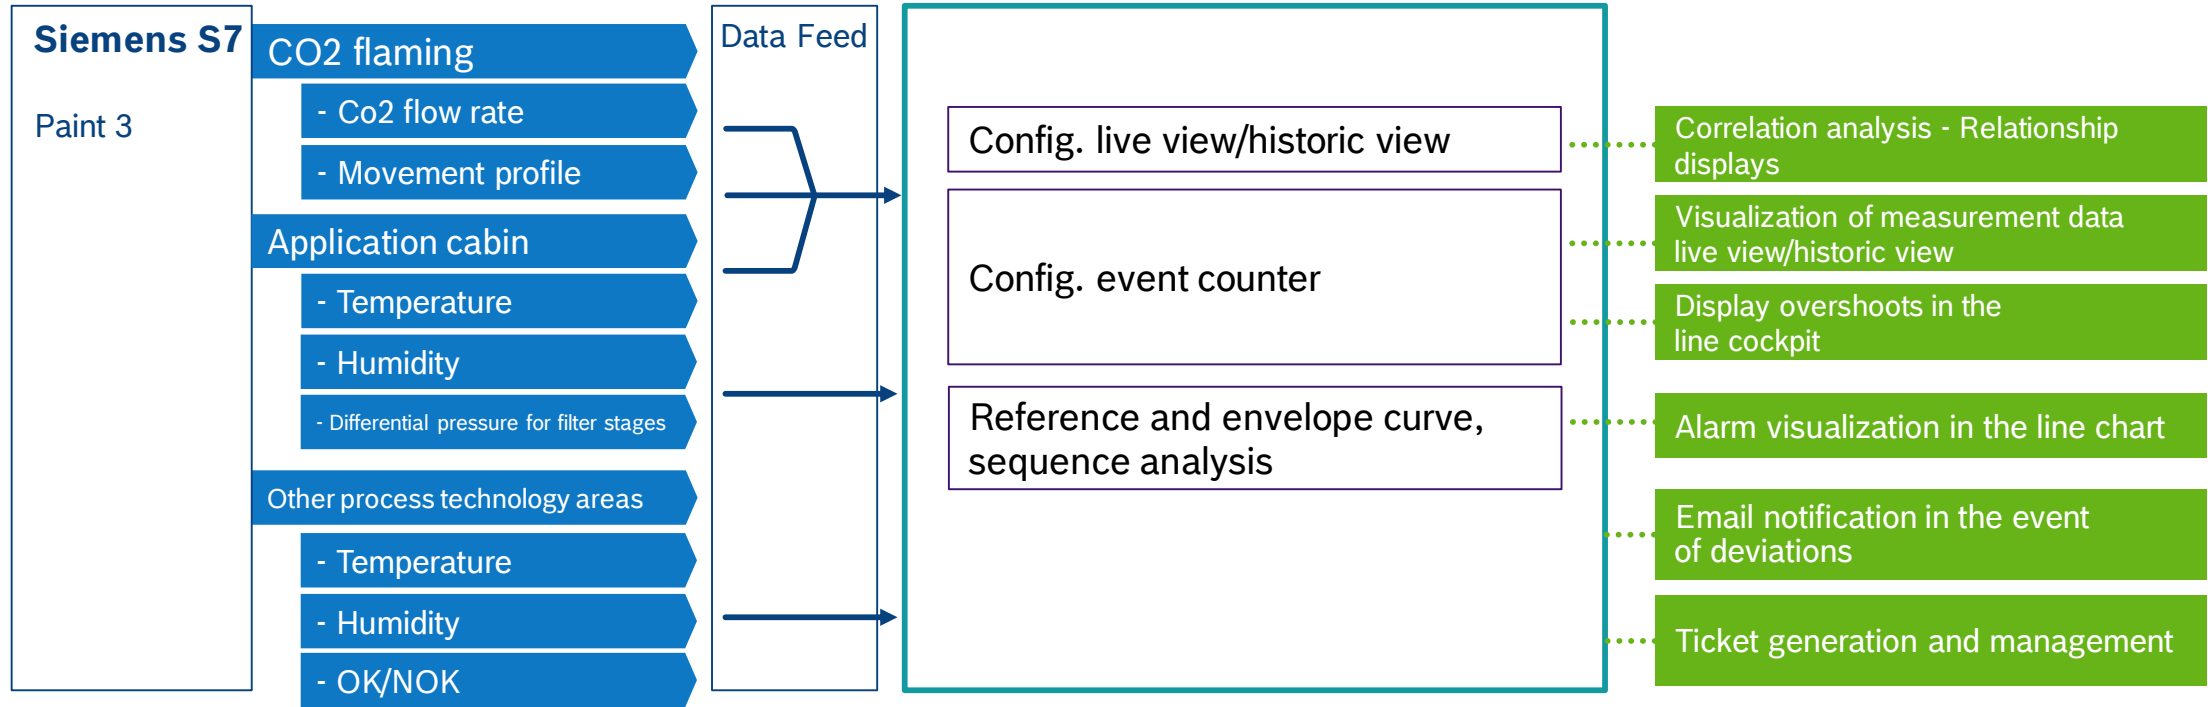 Siemens S7
Paint 3
CO2 flaming
- Co2 flow rate
- Movement profile
Application cabin
- Temperature
- Humidity
- Differential pressure for filter stages
Other process technology areas
- Temperature
- Humidity
- OK/NOK
Data Feed
Config. live view/historic view
Config. event counter
Reference and envelope curve,
sequence analysis
Correlation analysis - Relationship
displays
Visualization of measurement data
live view/historic view
Display overshoots in the
line cockpit
Alarm visualization in the line chart
Email notification in the event
of deviations
Ticket generation and management